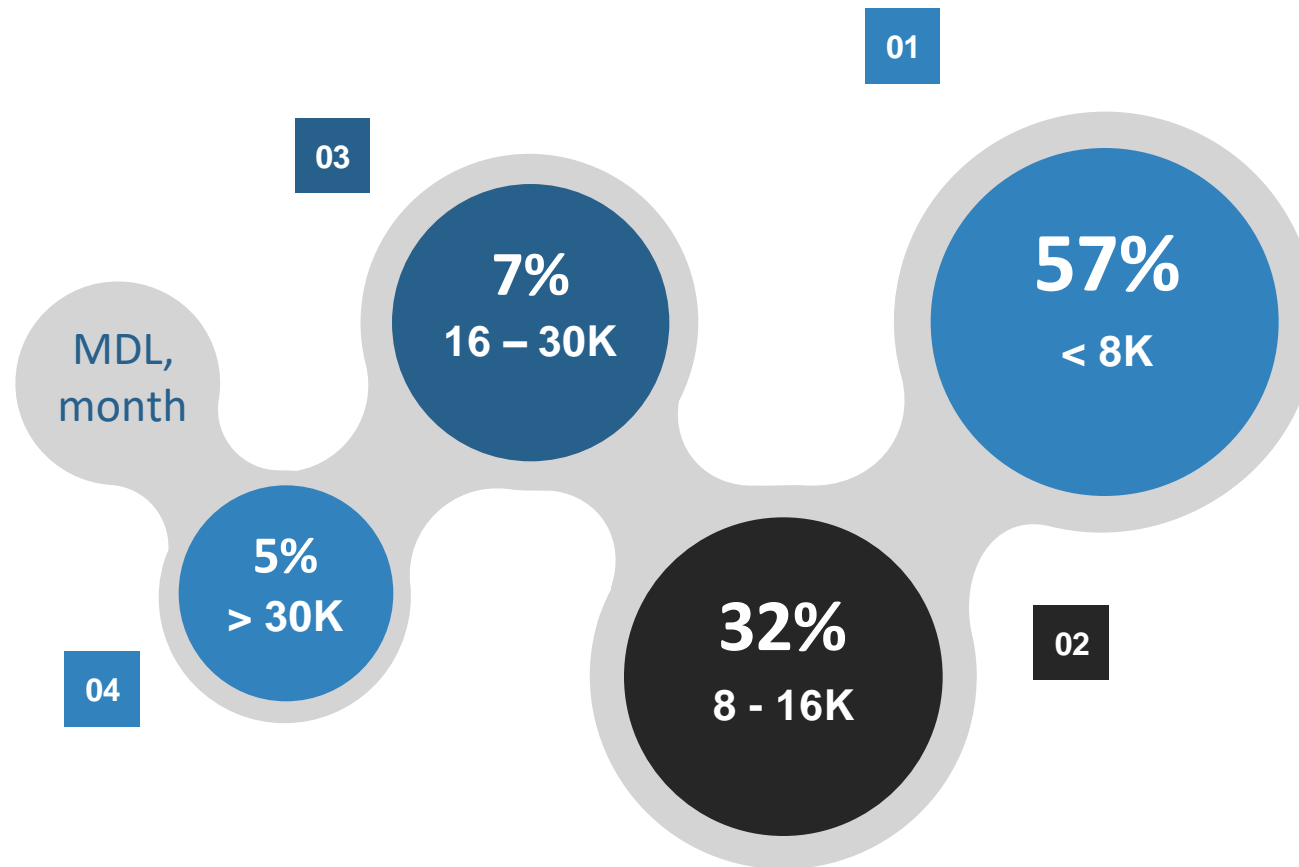 01
57%
< 8K
02
32%
8 - 16K
03
7%
16 – 30K
04
5%
> 30K
MDL,
month